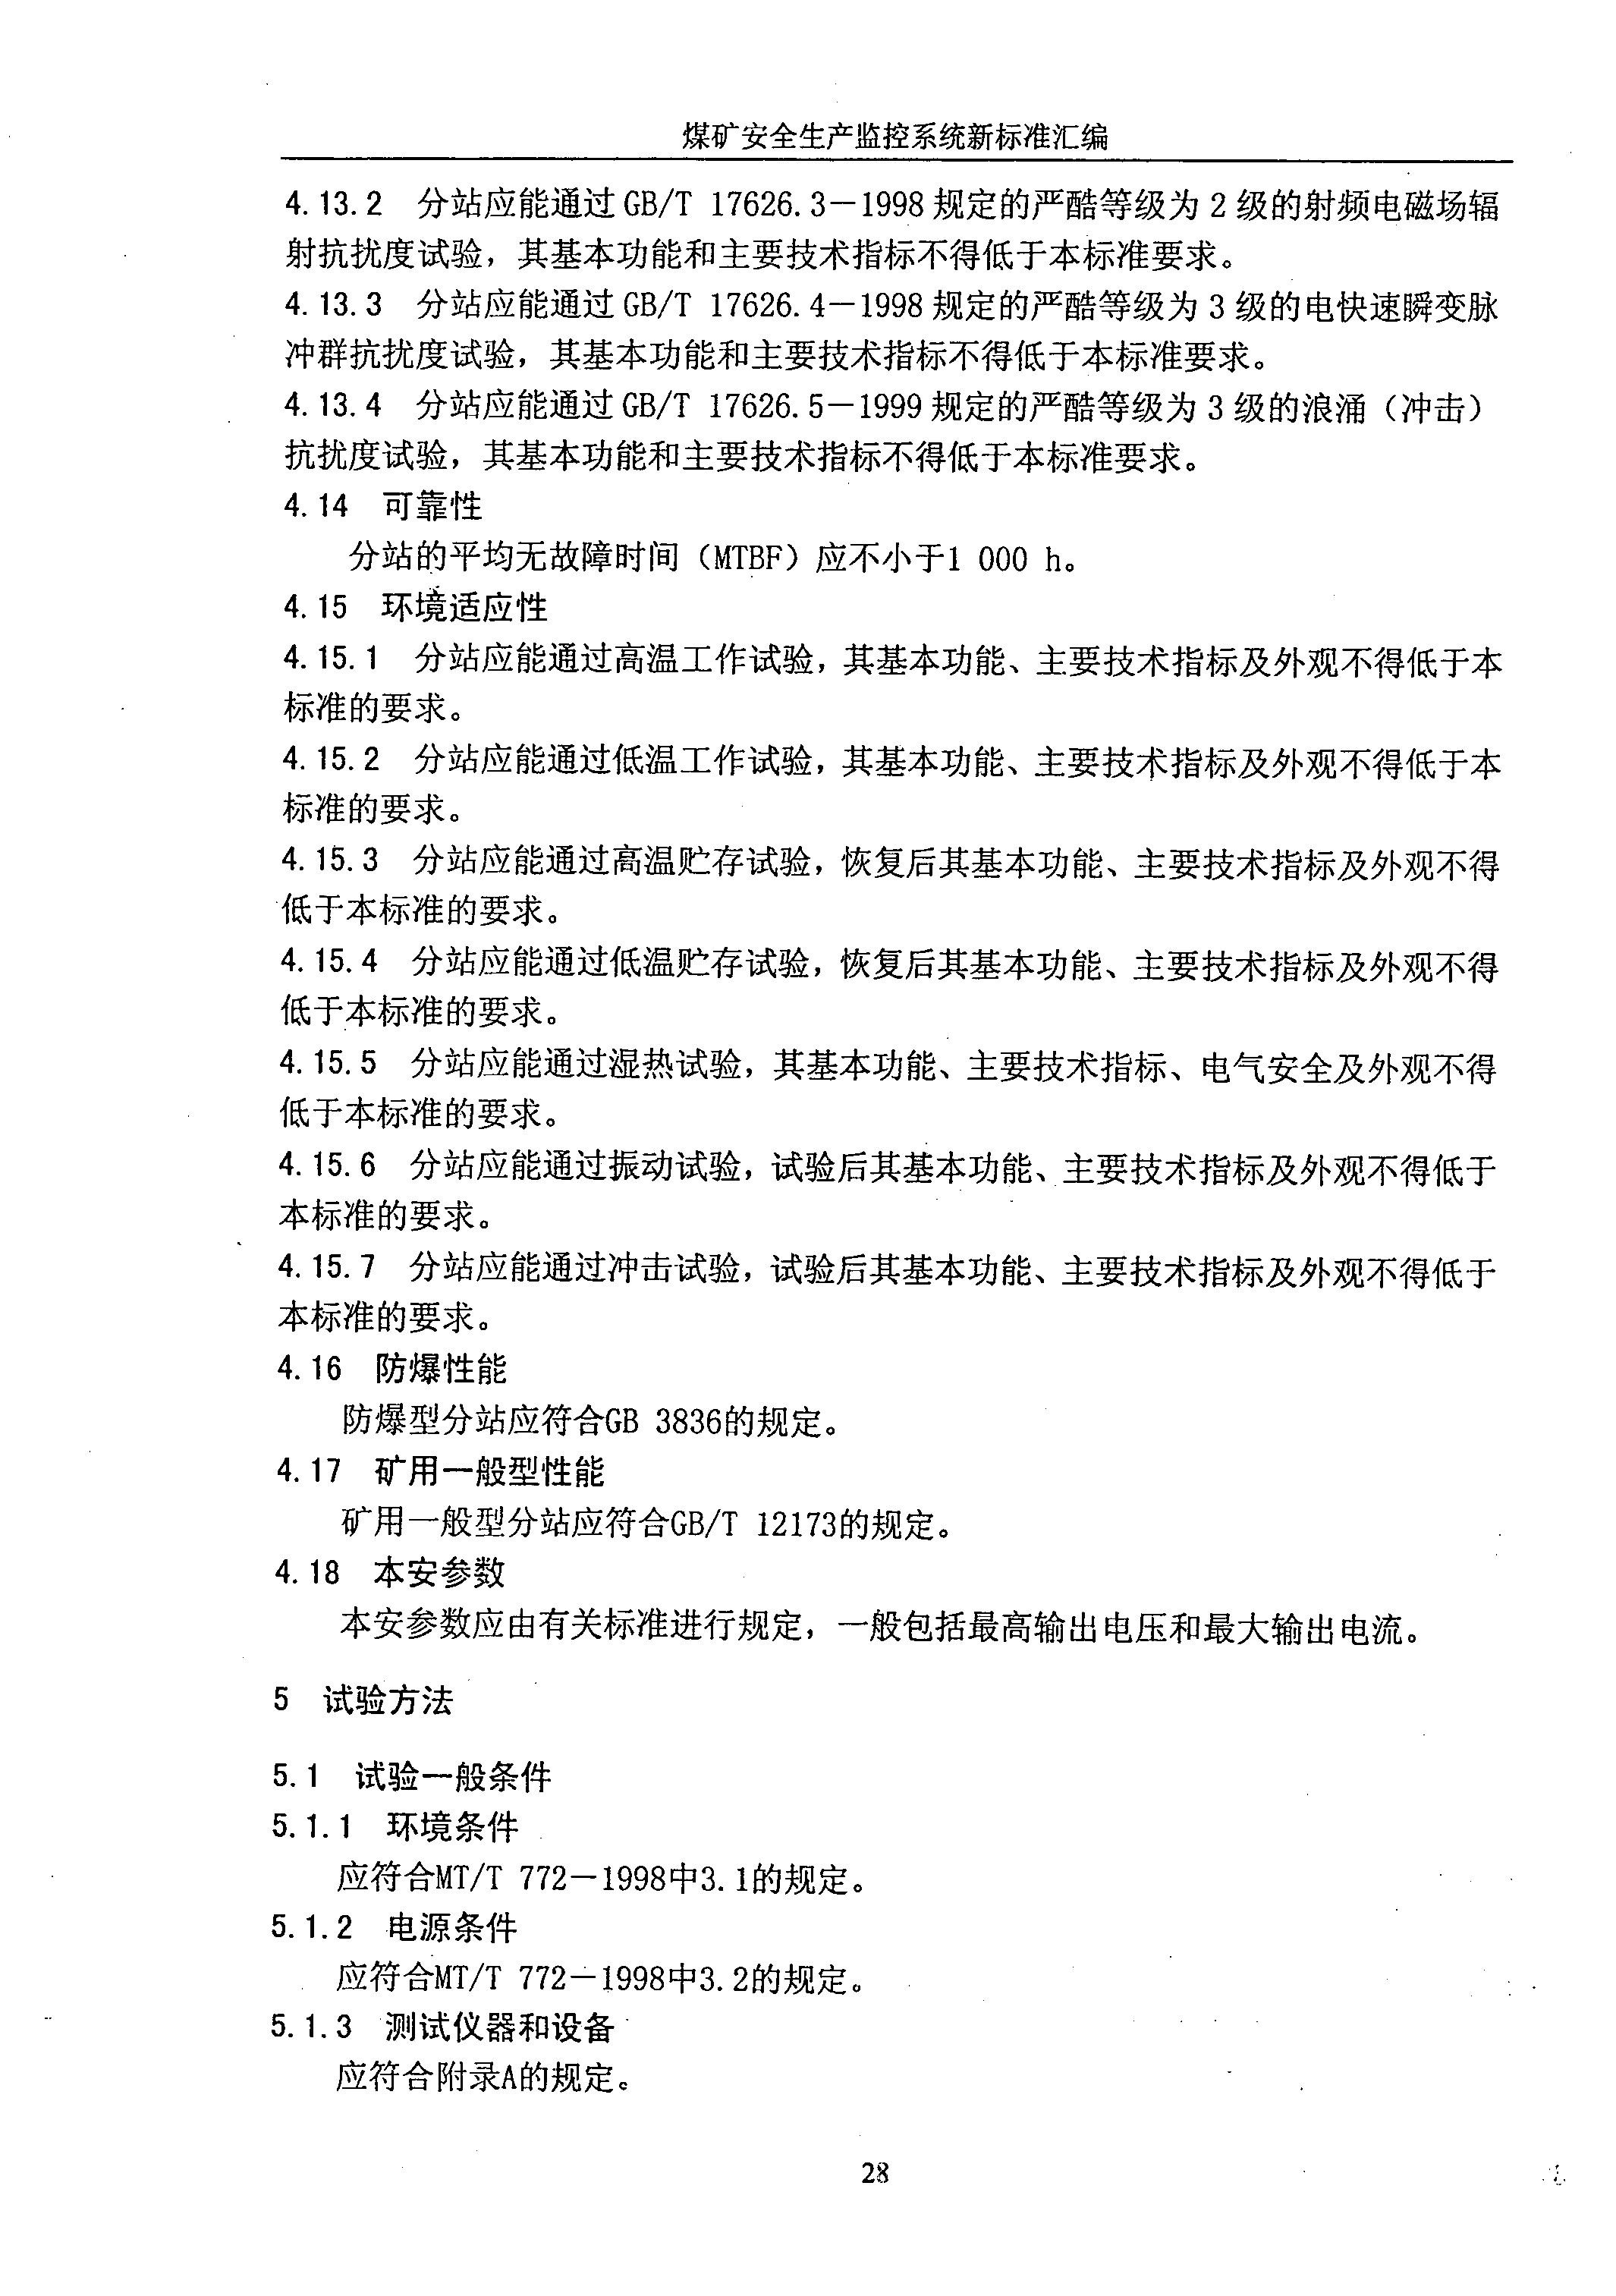 煤矿安全生产监控系统新标准汇编
4.13.2 分站应能通过 GB/T 17626.3—1998 规定的严酷等级为 2 级的射频电磁场辐
射抗扰度试验，其基本功能和主要技术指标不得低于本标准要求。
4.13.3 分站应能通过 GB/T 17626.4—1998 规定的严酷等级为 3 级的电快速瞬变脉
冲群抗扰度试验，其基本功能和主要技术指标不得低于本标准要求。
4.13.4 分站应能通过 GB/T 17626.5—1999 规定的严酷等级为 3 级的浪涌（冲击）
抗扰度试验，其基本功能和主要技术指标不得低于本标准要求。
4.14 可靠性
分站的平均无故障时间（MTBF）应不小于1 000 h。
4.15 环境适应性
4.15.1 分站应能通过高温工作试验，其基本功能、主要技术指标及外观不得低于本
标准的要求。
4.15.2 分站应能通过低温工作试验，其基本功能、主要技术指标及外观不得低于本
标准的要求。
4.15.3 分站应能通过高温贮存试验，恢复后其基本功能、主要技术指标及外观不得
低于本标准的要求。
4.15.4 分站应能通过低温贮存试验，恢复后其基本功能、主要技术指标及外观不得
低于本标准的要求。
4.15.5 分站应能通过湿热试验，其基本功能、主要技术指标、电气安全及外观不得
低于本标准的要求。
4.15.6 分站应能通过振动试验，试验后其基本功能、主要技术指标及外观不得低于
本标准的要求。
4.15.7 分站应能通过冲击试验，试验后其基本功能、主要技术指标及外观不得低于
本标准的要求。
4.16 防爆性能
防爆型分站应符合GB 3836的规定。
4.17 矿用一般型性能
矿用一般型分站应符合GB/T 12173的规定。
4.18 本安参数
本安参数应由有关标准进行规定，一般包括最高输出电压和最大输出电流。
5 试验方法
5.1 试验一般条件
5.1.1 环境条件
应符合MT/T 772—1998中3.1的规定。
5.1.2 电源条件
应符合MT/T 772—1998中3.2的规定。
5.1.3 测试仪器和设备
应符合附录A的规定。
28